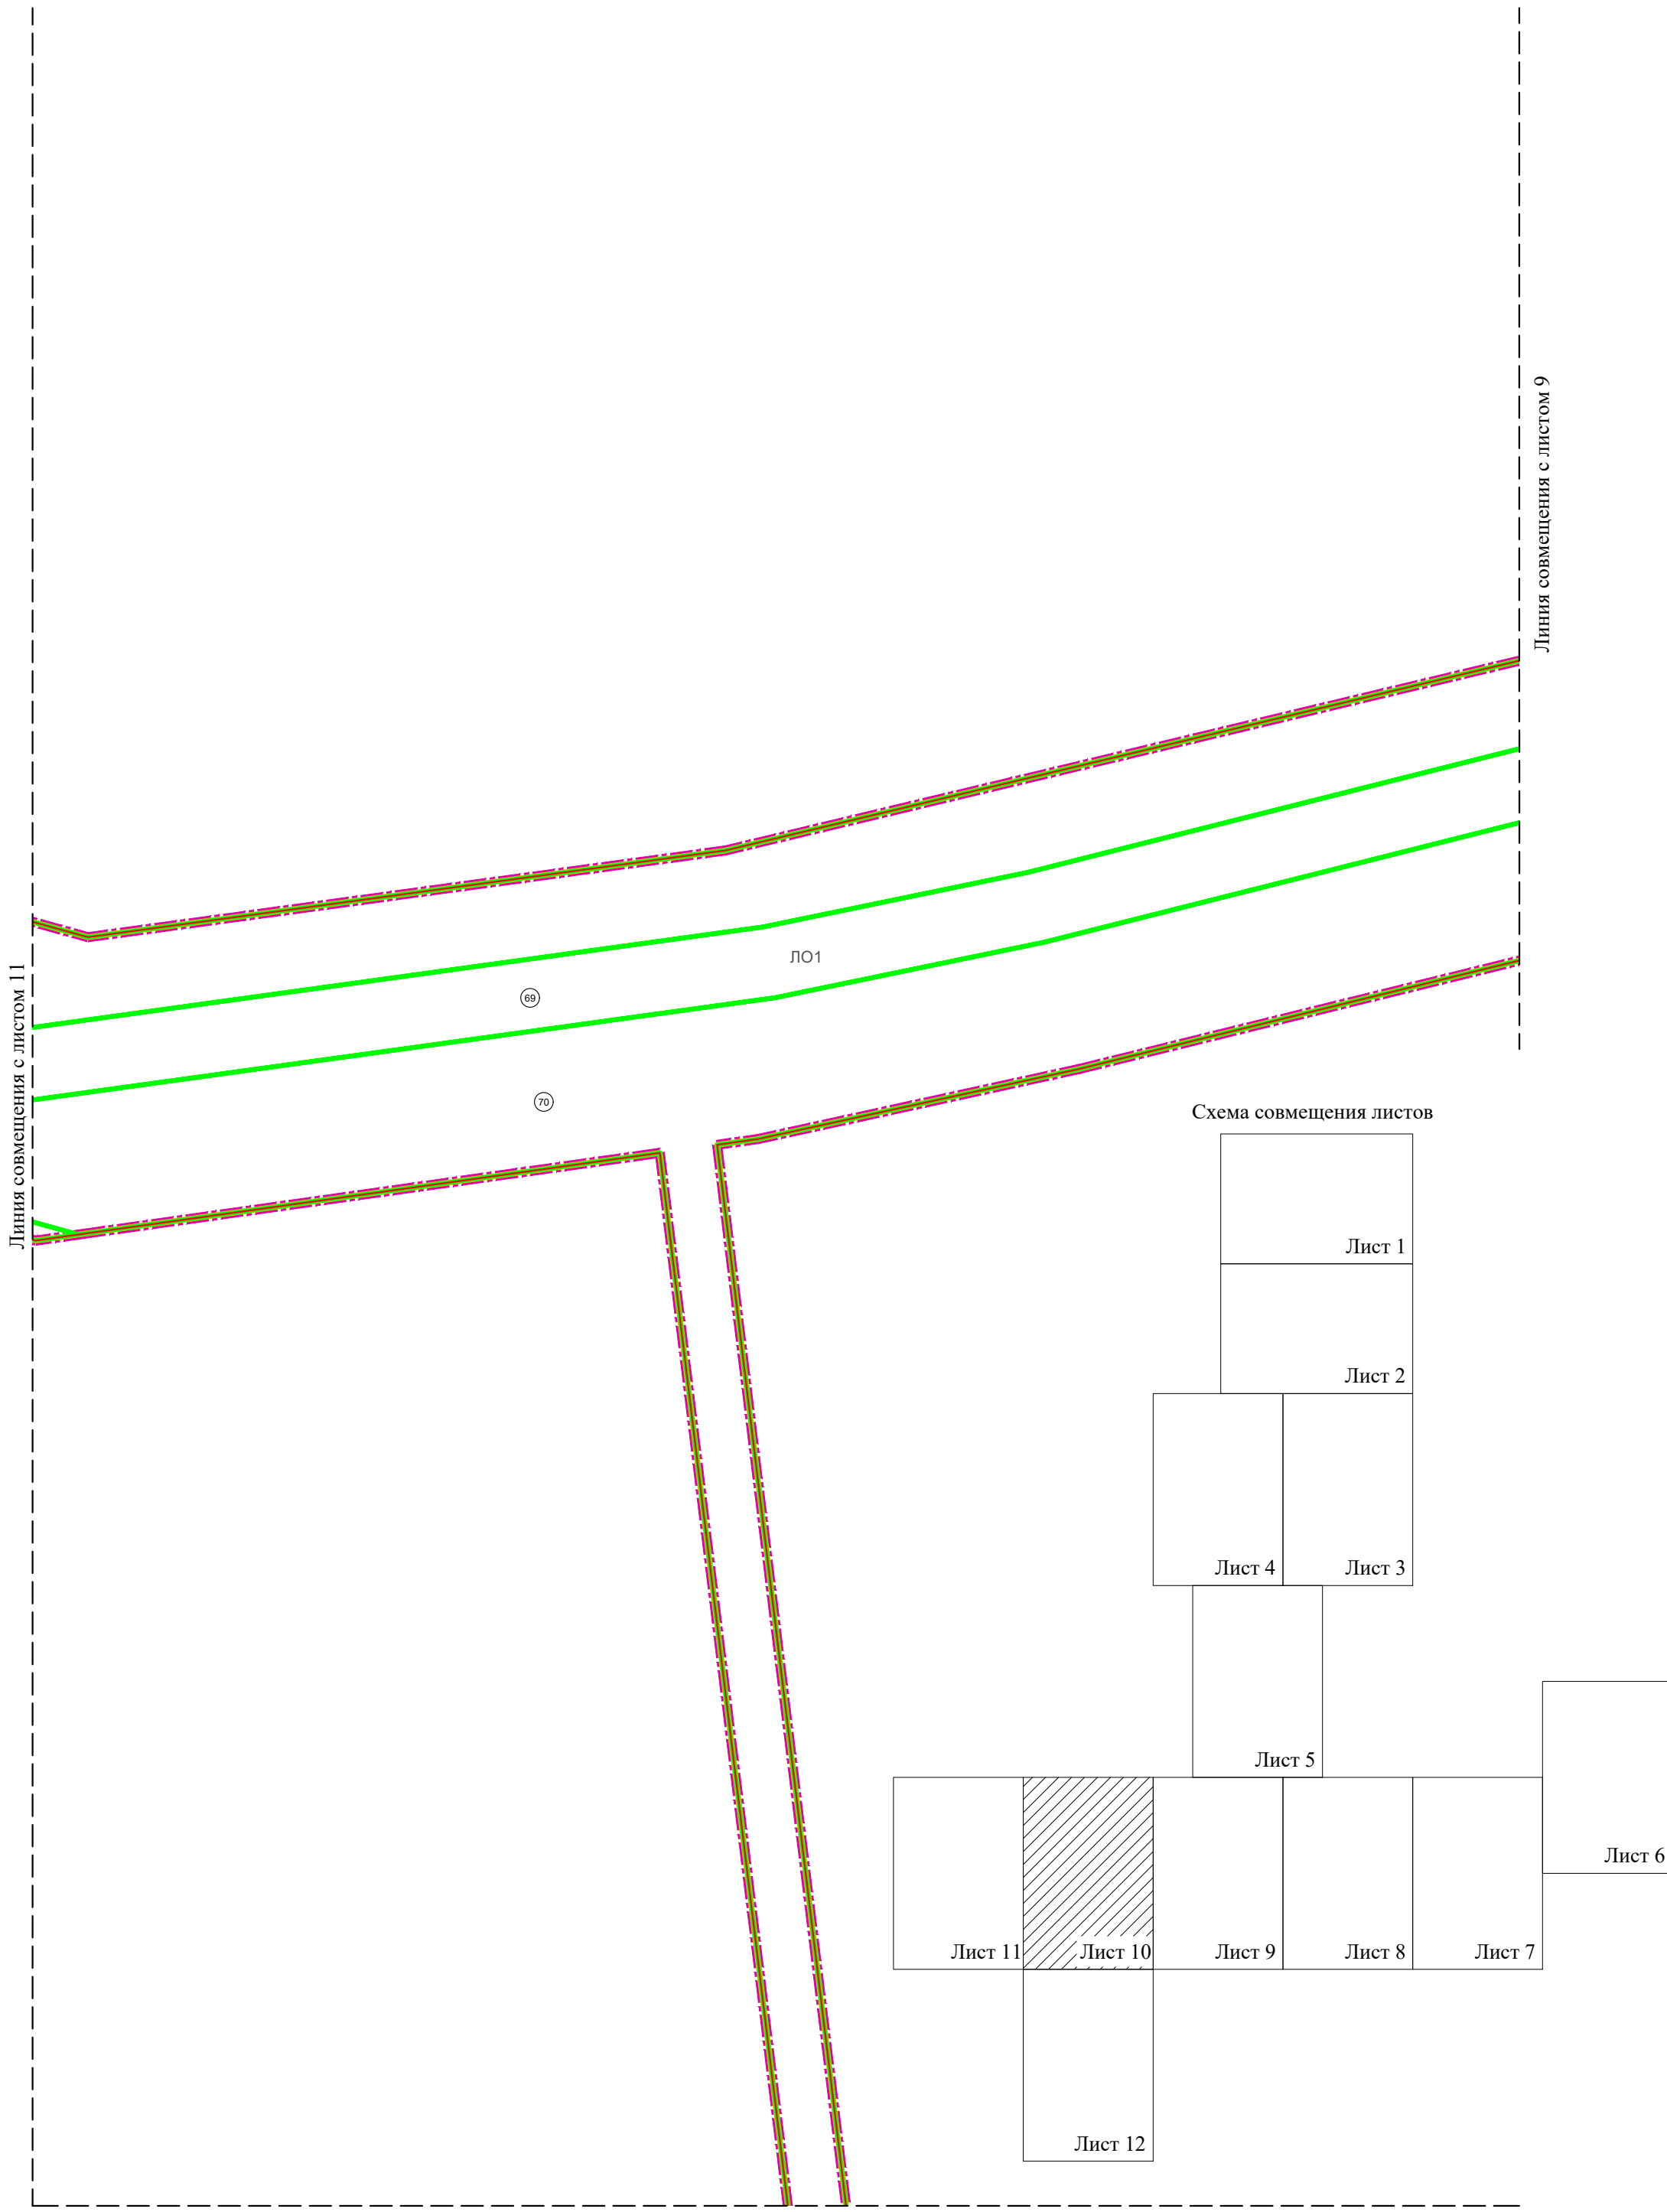 Линия совмещения с листом 9
ЛО1
Линия совмещения с листом 11
69
70
Схема совмещения листов
Лист 1
Лист 2
Лист 4
Лист 3
Лист 5
Лист 6
Лист 11
Лист 10
Лист 9
Лист 8
Лист 7
Лист 12